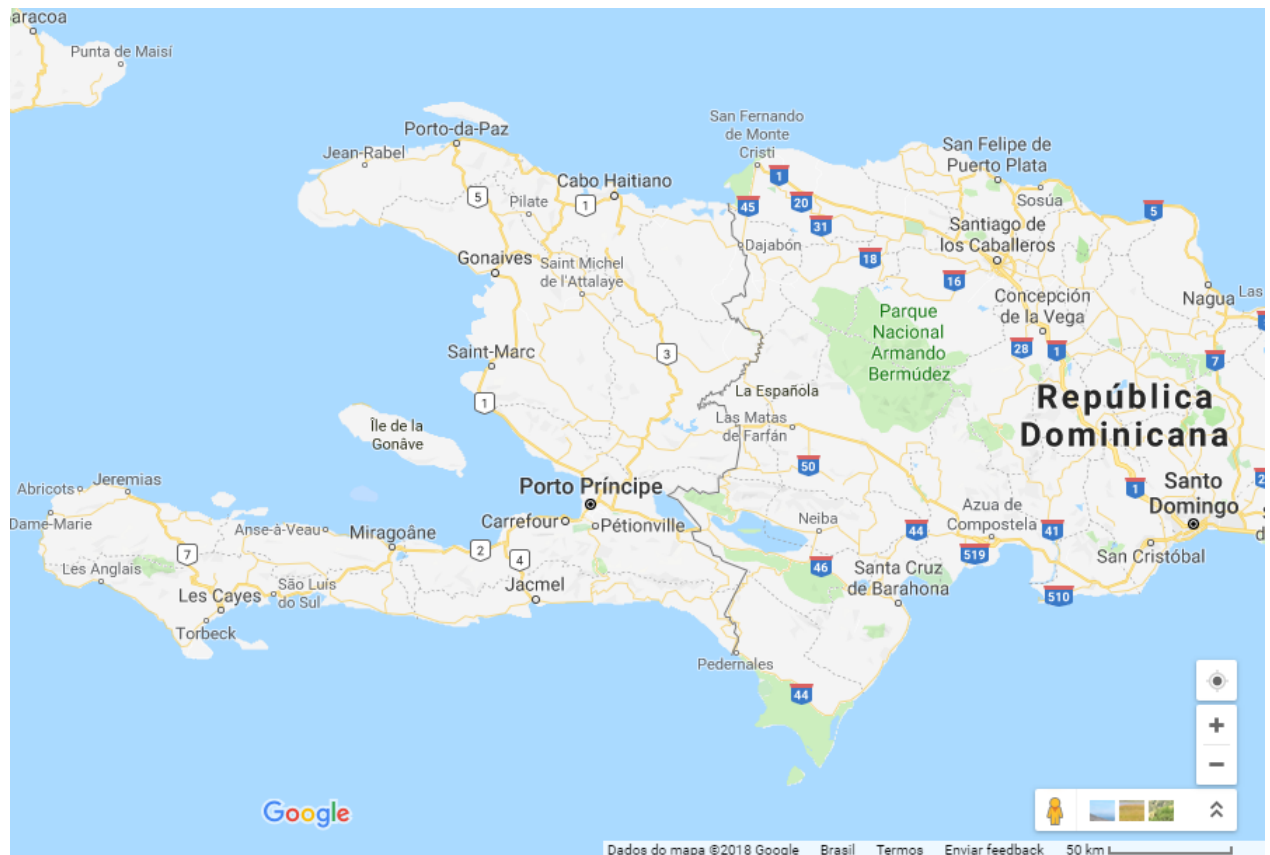 aracoa
Punta de Maisí
Porto-da-Paz
Jean-Rabel
San Fernando
de Monte
Cristi
San Felipe de
Puerto Plata
Cabo Haitiano
1
5
Pilate
1
45
20
Sosúa
5
31
Santiago de
los Caballeros
Dajabón
Gonaives
Saint Michel
de l'Attalaye
18
16
Concepción
de la Vega
Nagua
Las
Parque
Nacional
Armando
Bermúdez
28
1
7
Saint-Marc
3
1
La Española
República
Dominicana
Île de la
Gonâve
Las Matas
de Farfán
50
1
2
Santo
Domingo
Jeremias
Abricots
Porto Príncipe
Dame-Marie
Anse-à-Veau
Miragoâne
Carrefour
Pétionville
Neiba
44
Azua de
Compostela
41
S
d
San Cristóbal
7
2
4
519
Les Anglais
46
Santa Cruz
de Barahona
São Luís
do Sul
Les Cayes
Jacmel
510
Torbeck
Pedernales
44
Google
Dados do mapa ©2018 Google Brasil Termos Enviar feedback 50 km